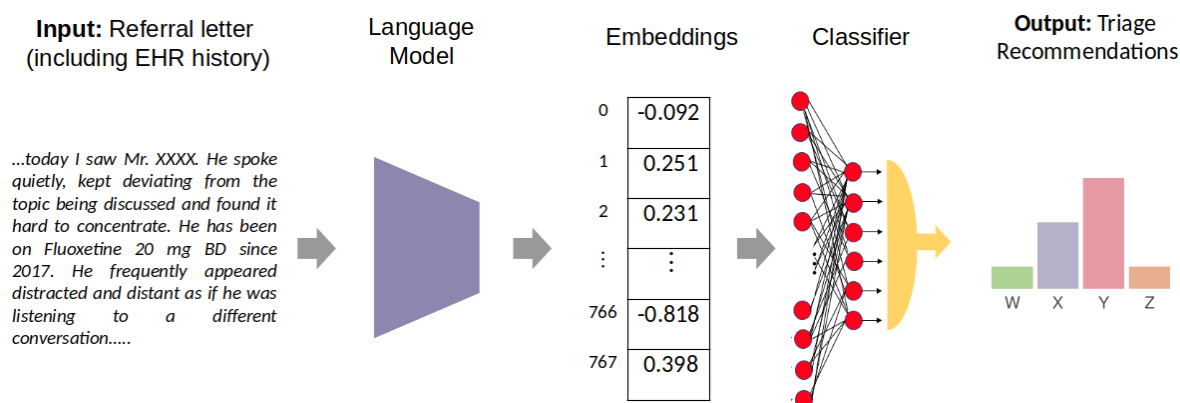 Input: Referral letter
(including EHR history)
Language
Model
Embeddings
Classifier
Output: Triage
Recommendations
...today I saw Mr. XXXX. He spoke
quietly, kept deviating from the
topic being discussed and found it
hard to concentrate. He has been
on Fluoxetine 20 mg BD since
2017. He frequently appeared
distracted and distant as if he was
listening to a different
conversation.....
0 -0.092
1 0.251
2 0.231
⋮ ⋮
766 -0.818
767 0.398
W X Y Z